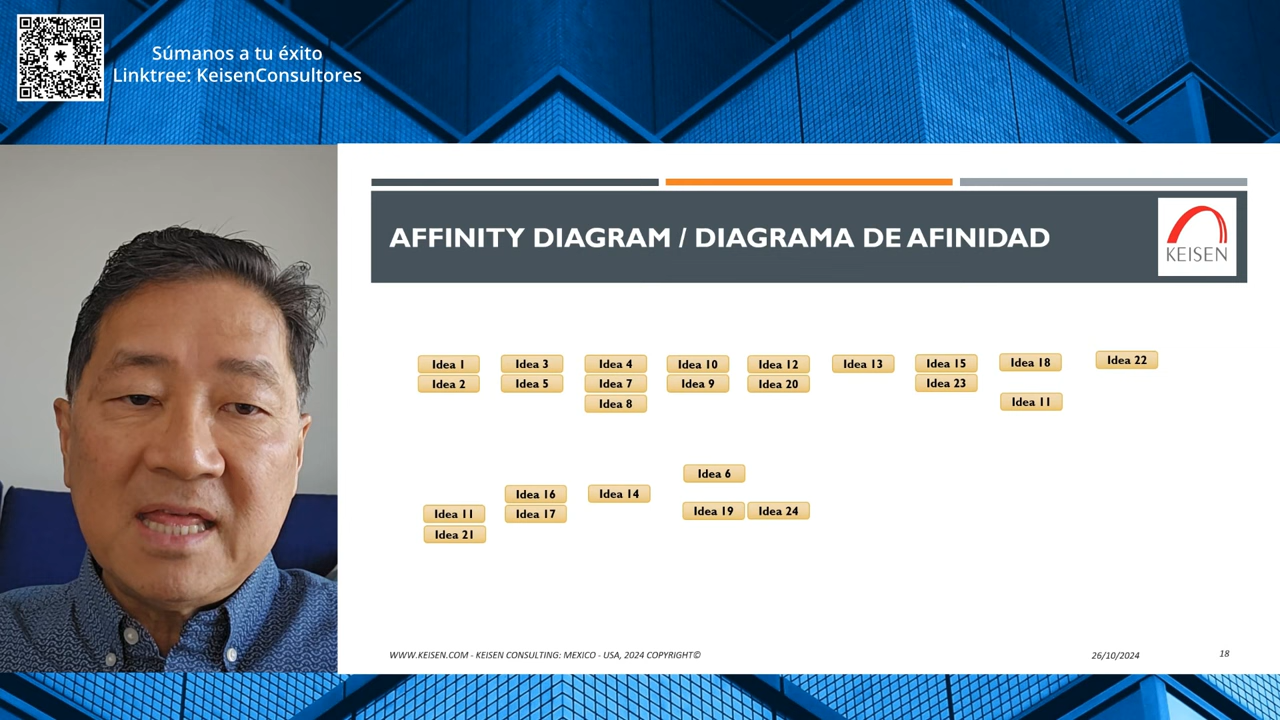 Súmanos a tu éxito
Linktree: KeisenConsultores
AFFINITY DIAGRAM / DIAGRAMA DE AFINIDAD
KEISEN
Idea 1 Idea 3 Idea 4 Idea 10 Idea 12 Idea 13 Idea 15 Idea 18 Idea 22
Idea 2 Idea 5 Idea 7 Idea 9 Idea 20 Idea 23
Idea 8 Idea 11
Idea 6
Idea 16 Idea 14
Idea 11 Idea 17 Idea 19 Idea 24
Idea 21
WWW.KEISEN.COM - KEISEN CONSULTING: MEXICO - USA, 2024 COPYRIGHT©
26/10/2024
18